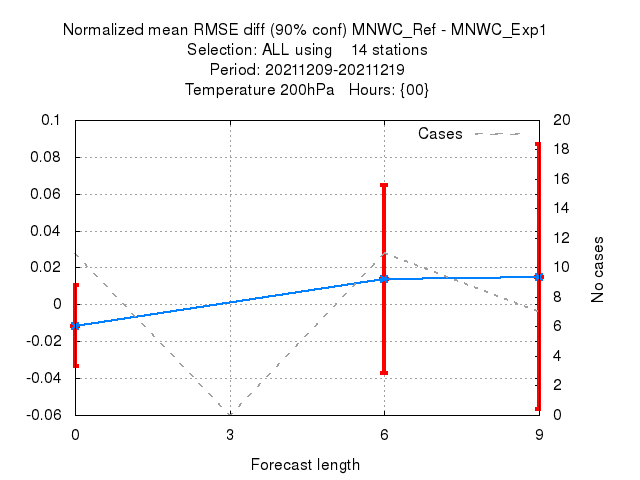 Normalized mean RMSE diff (90% conf) MNWC_Ref - MNWC_Exp1
Selection: ALL using 14 stations
Period: 20211209-20211219
Temperature 200hPa Hours: {00}
Cases
0.1
0.08
0.06
0.04
0.02
0
-0.02
-0.04
-0.06
20
18
16
14
12
10
8
6
4
2
0
No cases
0 3 6 9
Forecast length